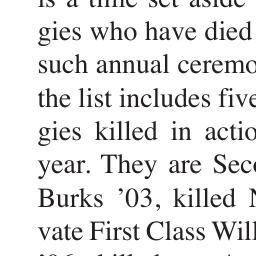 is a time set aside
gies who have died
such annual ceremo
the list includes five
gies killed in actio
year. They are Seco
Burks ’03, killed N
vate First Class Will